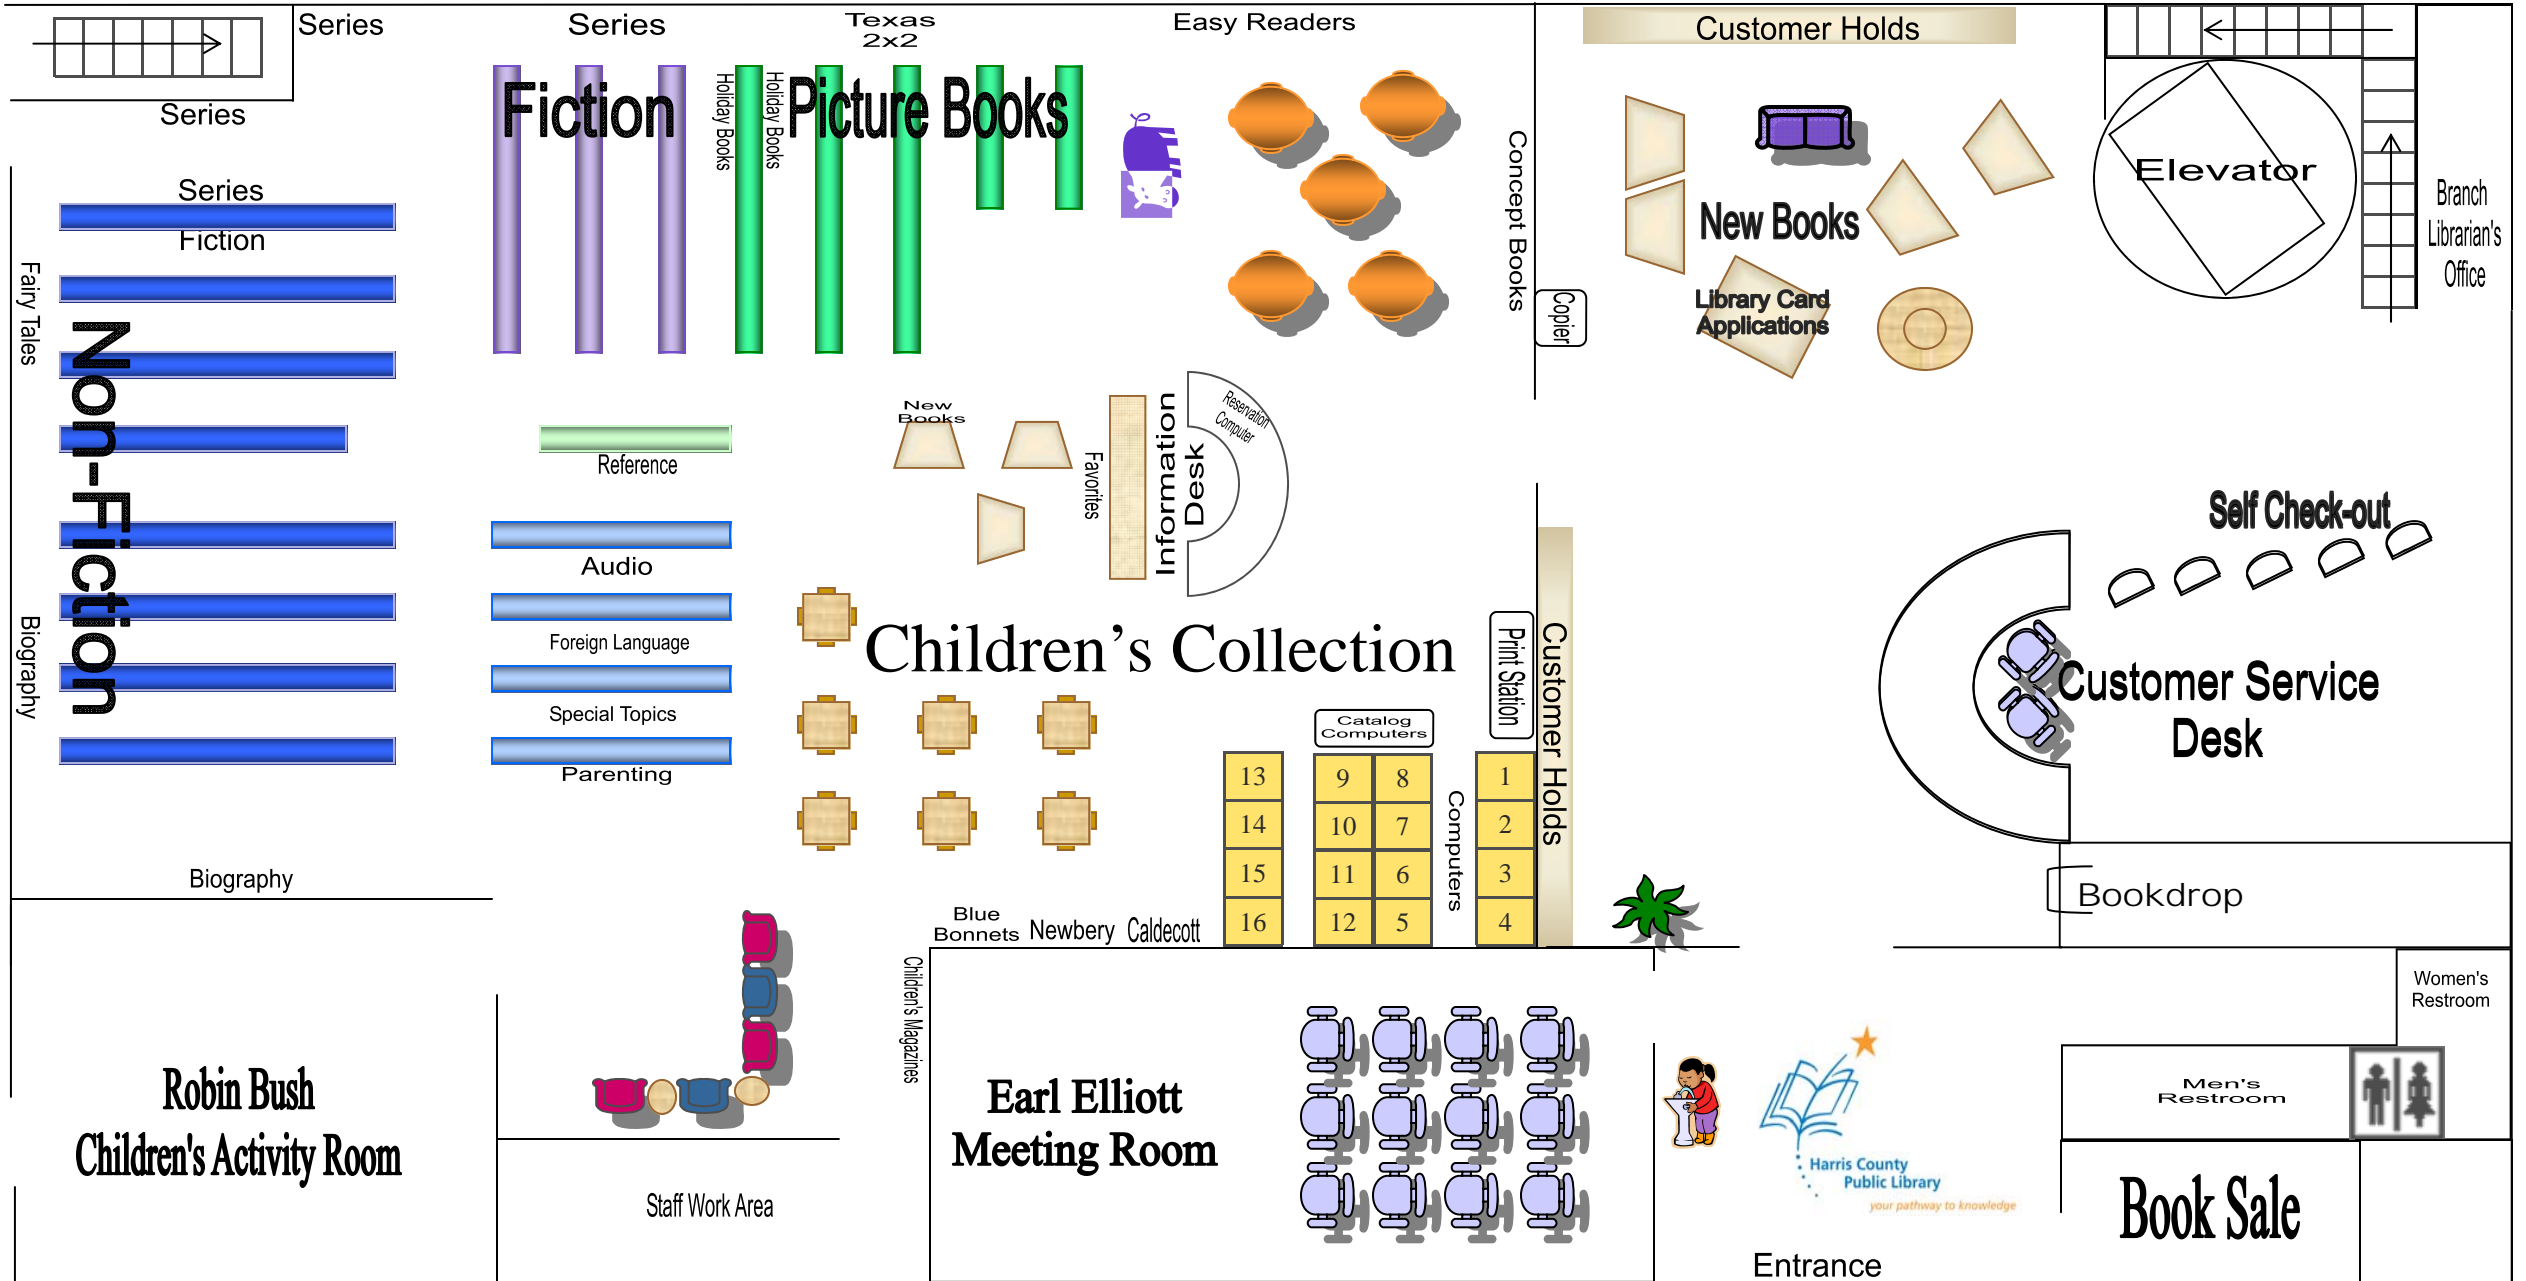 Series
Series
Texas
2x2
Easy Readers
Customer Holds
Series
Fiction
Holiday Books
Holiday Books
Picture Books
Concept Books
Elevator
Branch
Librarian's
Office
Series
Fiction
New Books
Fairy Tales
Non-Fiction
Copier
Library Card
Applications
New
Books
Reference
Favorites
Information
Desk
Reservation
Computer
Self Check-out
Audio
Biography
Foreign Language
Children's Collection
Print Station
Customer Holds
Customer Service
Desk
Special Topics
Catalog
Computers
Parenting
13 9 8 1
14 10 7 2
15 11 6 3
16 12 5 4
Computers
Biography
Bookdrop
Blue
Bonnets
Newbery
Caldecott
Children's Magazines
Women's
Restroom
Robin Bush
Children's Activity Room
Earl Elliott
Meeting Room
Men's
Restroom
Harris County
Public Library
your pathway to knowledge
Staff Work Area
Book Sale
Entrance